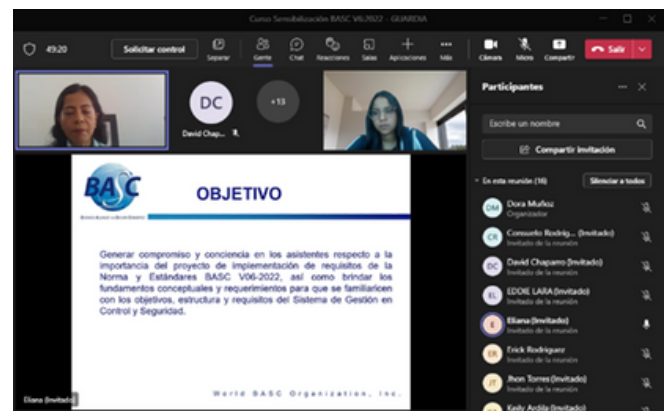 Curso Sensibilización BASC V6:2022 - GUARDIA
49:20
Solicitar control
Separar
Gente
Chat
Reacciones
Salas
Aplicaciones
Más
Cámara
Micro
Compartir
Salir
DC
David Chap...
+13
Eliana (Invitado)
BASC
OBJETIVO
Generar compromiso y conciencia en los asistentes respecto a la
importancia del proyecto de implementación de requisitos de la
Norma y Estándares BASC V06-2022, así como brindar los
fundamentos conceptuales y requerimientos para que se familiaricen
con los objetivos, estructura y requisitos del Sistema de Gestión en
Control y Seguridad.
World BASC Organization, Inc.
Participantes
Escribe un nombre
Compartir invitación
En esta reunión (16)
Silenciar a todos
DM
Dora Muñoz
Organizador
CR
Consuelo Rodrig... (Invitado)
Invitado de la reunión
DC
David Chaparro (Invitado)
Invitado de la reunión
EL
EDDIE LARA (Invitado)
Invitado de la reunión
E
Eliana (Invitado)
Invitado de la reunión
ER
Erick Rodriguez
Invitado de la reunión
JT
Jhon Torres (Invitado)
Invitado de la reunión
KA
Keily Ardila (Invitado)